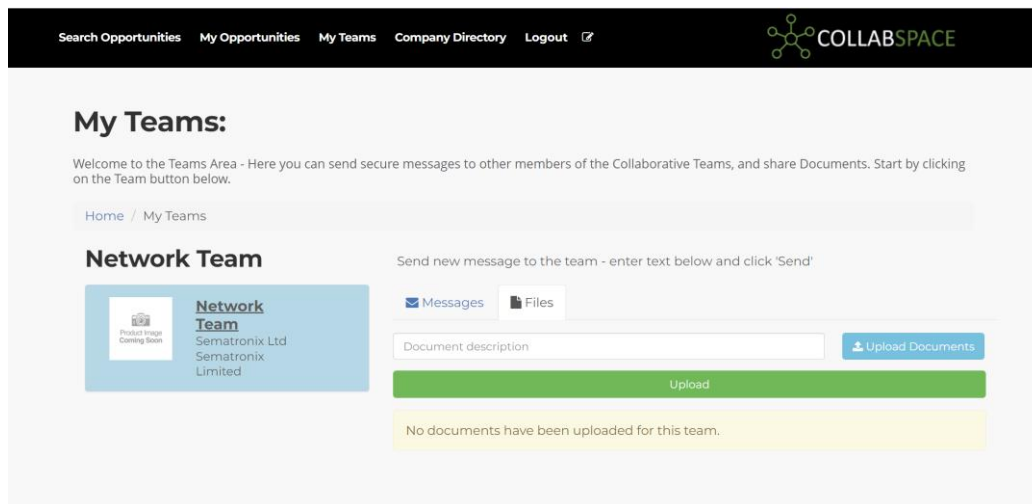 Search Opportunities My Opportunities My Teams Company Directory Logout
COLLABSPACE
My Teams:
Welcome to the Teams Area - Here you can send secure messages to other members of the Collaborative Teams, and share Documents. Start by clicking
on the Team button below.
Home / My Teams
Network Team
Product Image
Coming Soon
Network
Team
Sematronix Ltd
Sematronix
Limited
Send new message to the team - enter text below and click 'Send'
Messages Files
Document description
Upload Documents
Upload
No documents have been uploaded for this team.